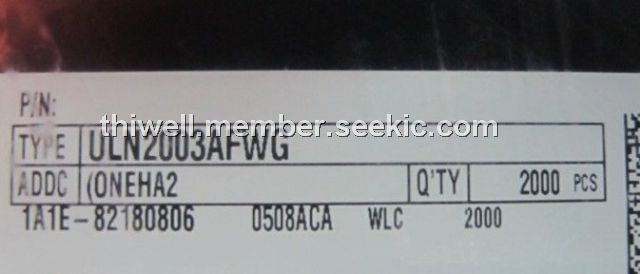 P/N:
thiwell.member.seekic.com
TYPE ULN2003AFWG
ADDC (ONEHA2 Q'TY 2000 PCS
1A1E-82180806 0508ACA WLC 2000